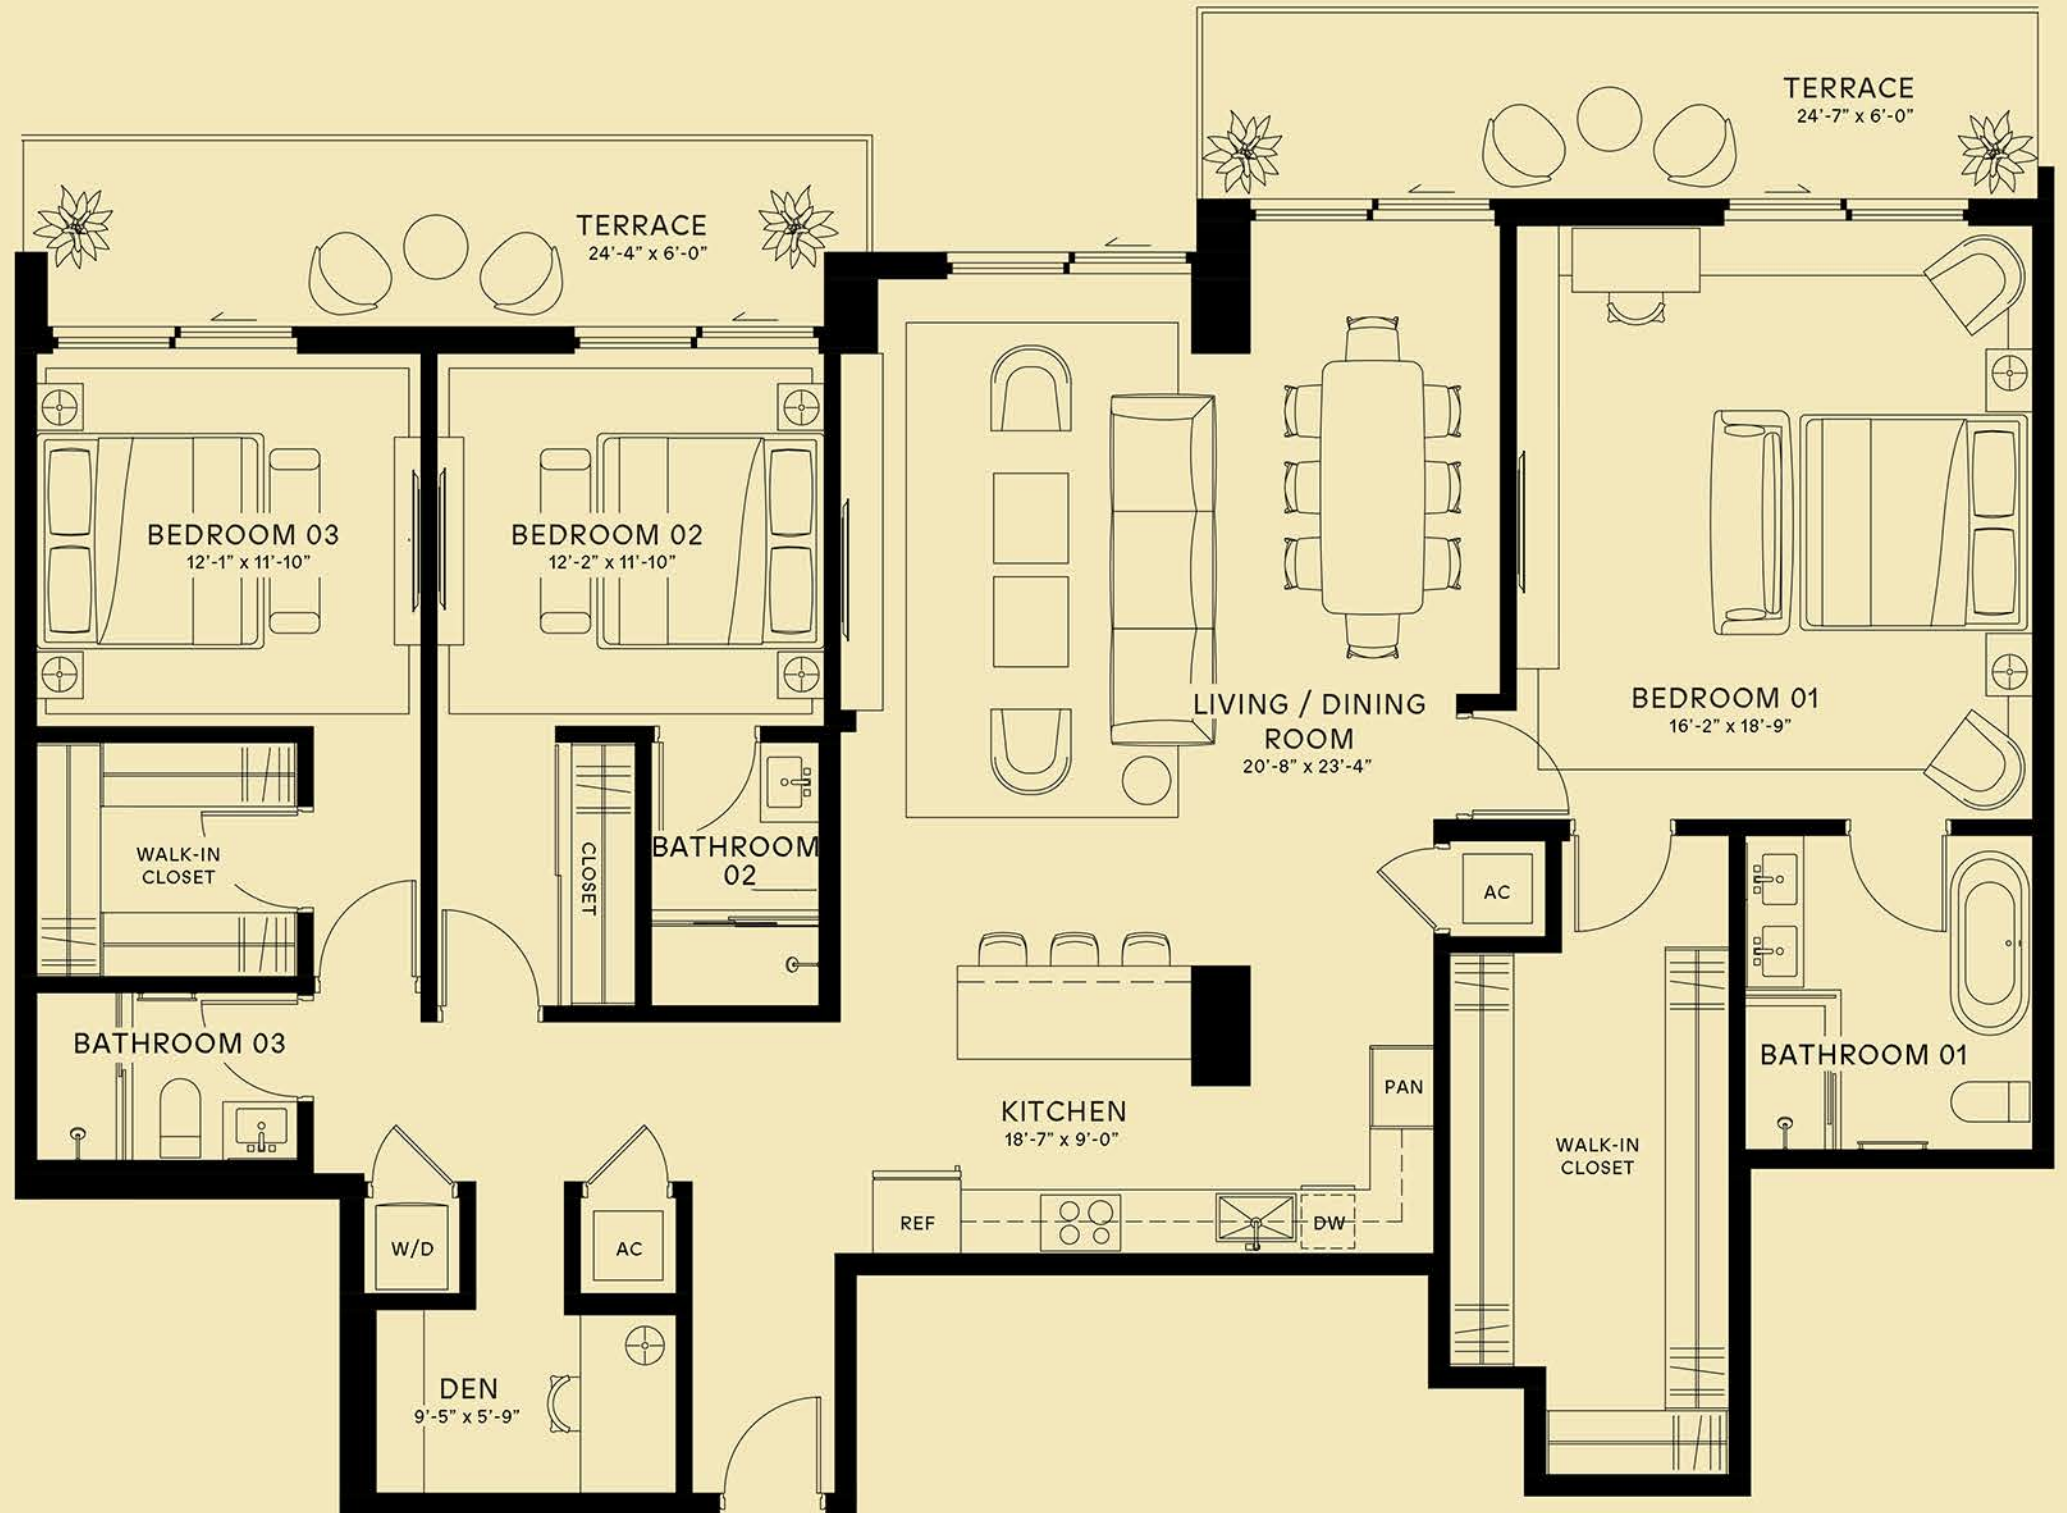 TERRACE
24'-7" x 6'-0"
TERRACE
24'-4" x 6'-0"
BEDROOM 03
12'-1" x 11'-10"
BEDROOM 02
12'-2" x 11'-10"
LIVING / DINING
ROOM
20'-8" x 23'-4"
BEDROOM 01
16'-2" x 18'-9"
WALK-IN
CLOSET
CLOSET
BATHROOM
02
AC
BATHROOM 03
BATHROOM 01
PAN
KITCHEN
18'-7" x 9'-0"
WALK-IN
CLOSET
W/D
AC
REF
DW
DEN
9'-5" x 5'-9"